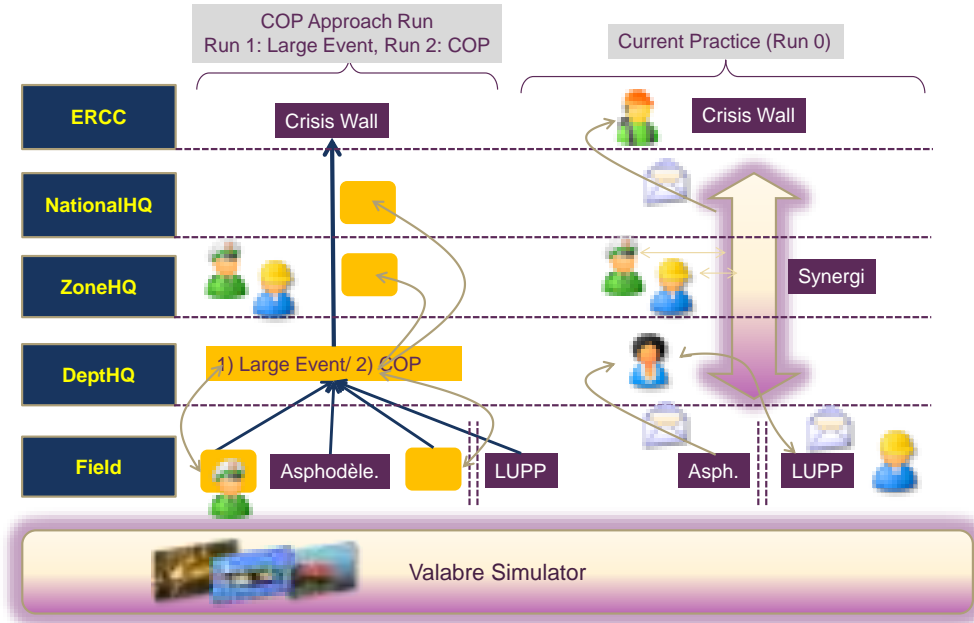 COP Approach Run
Run 1: Large Event, Run 2: COP
Current Practice (Run 0)
ERCC
Crisis Wall
Crisis Wall
NationalHQ
ZoneHQ
Synergi
DeptHQ
1) Large Event/ 2) COP
Field
Asphodèle.
LUPP
Asph.
LUPP
Valabre Simulator